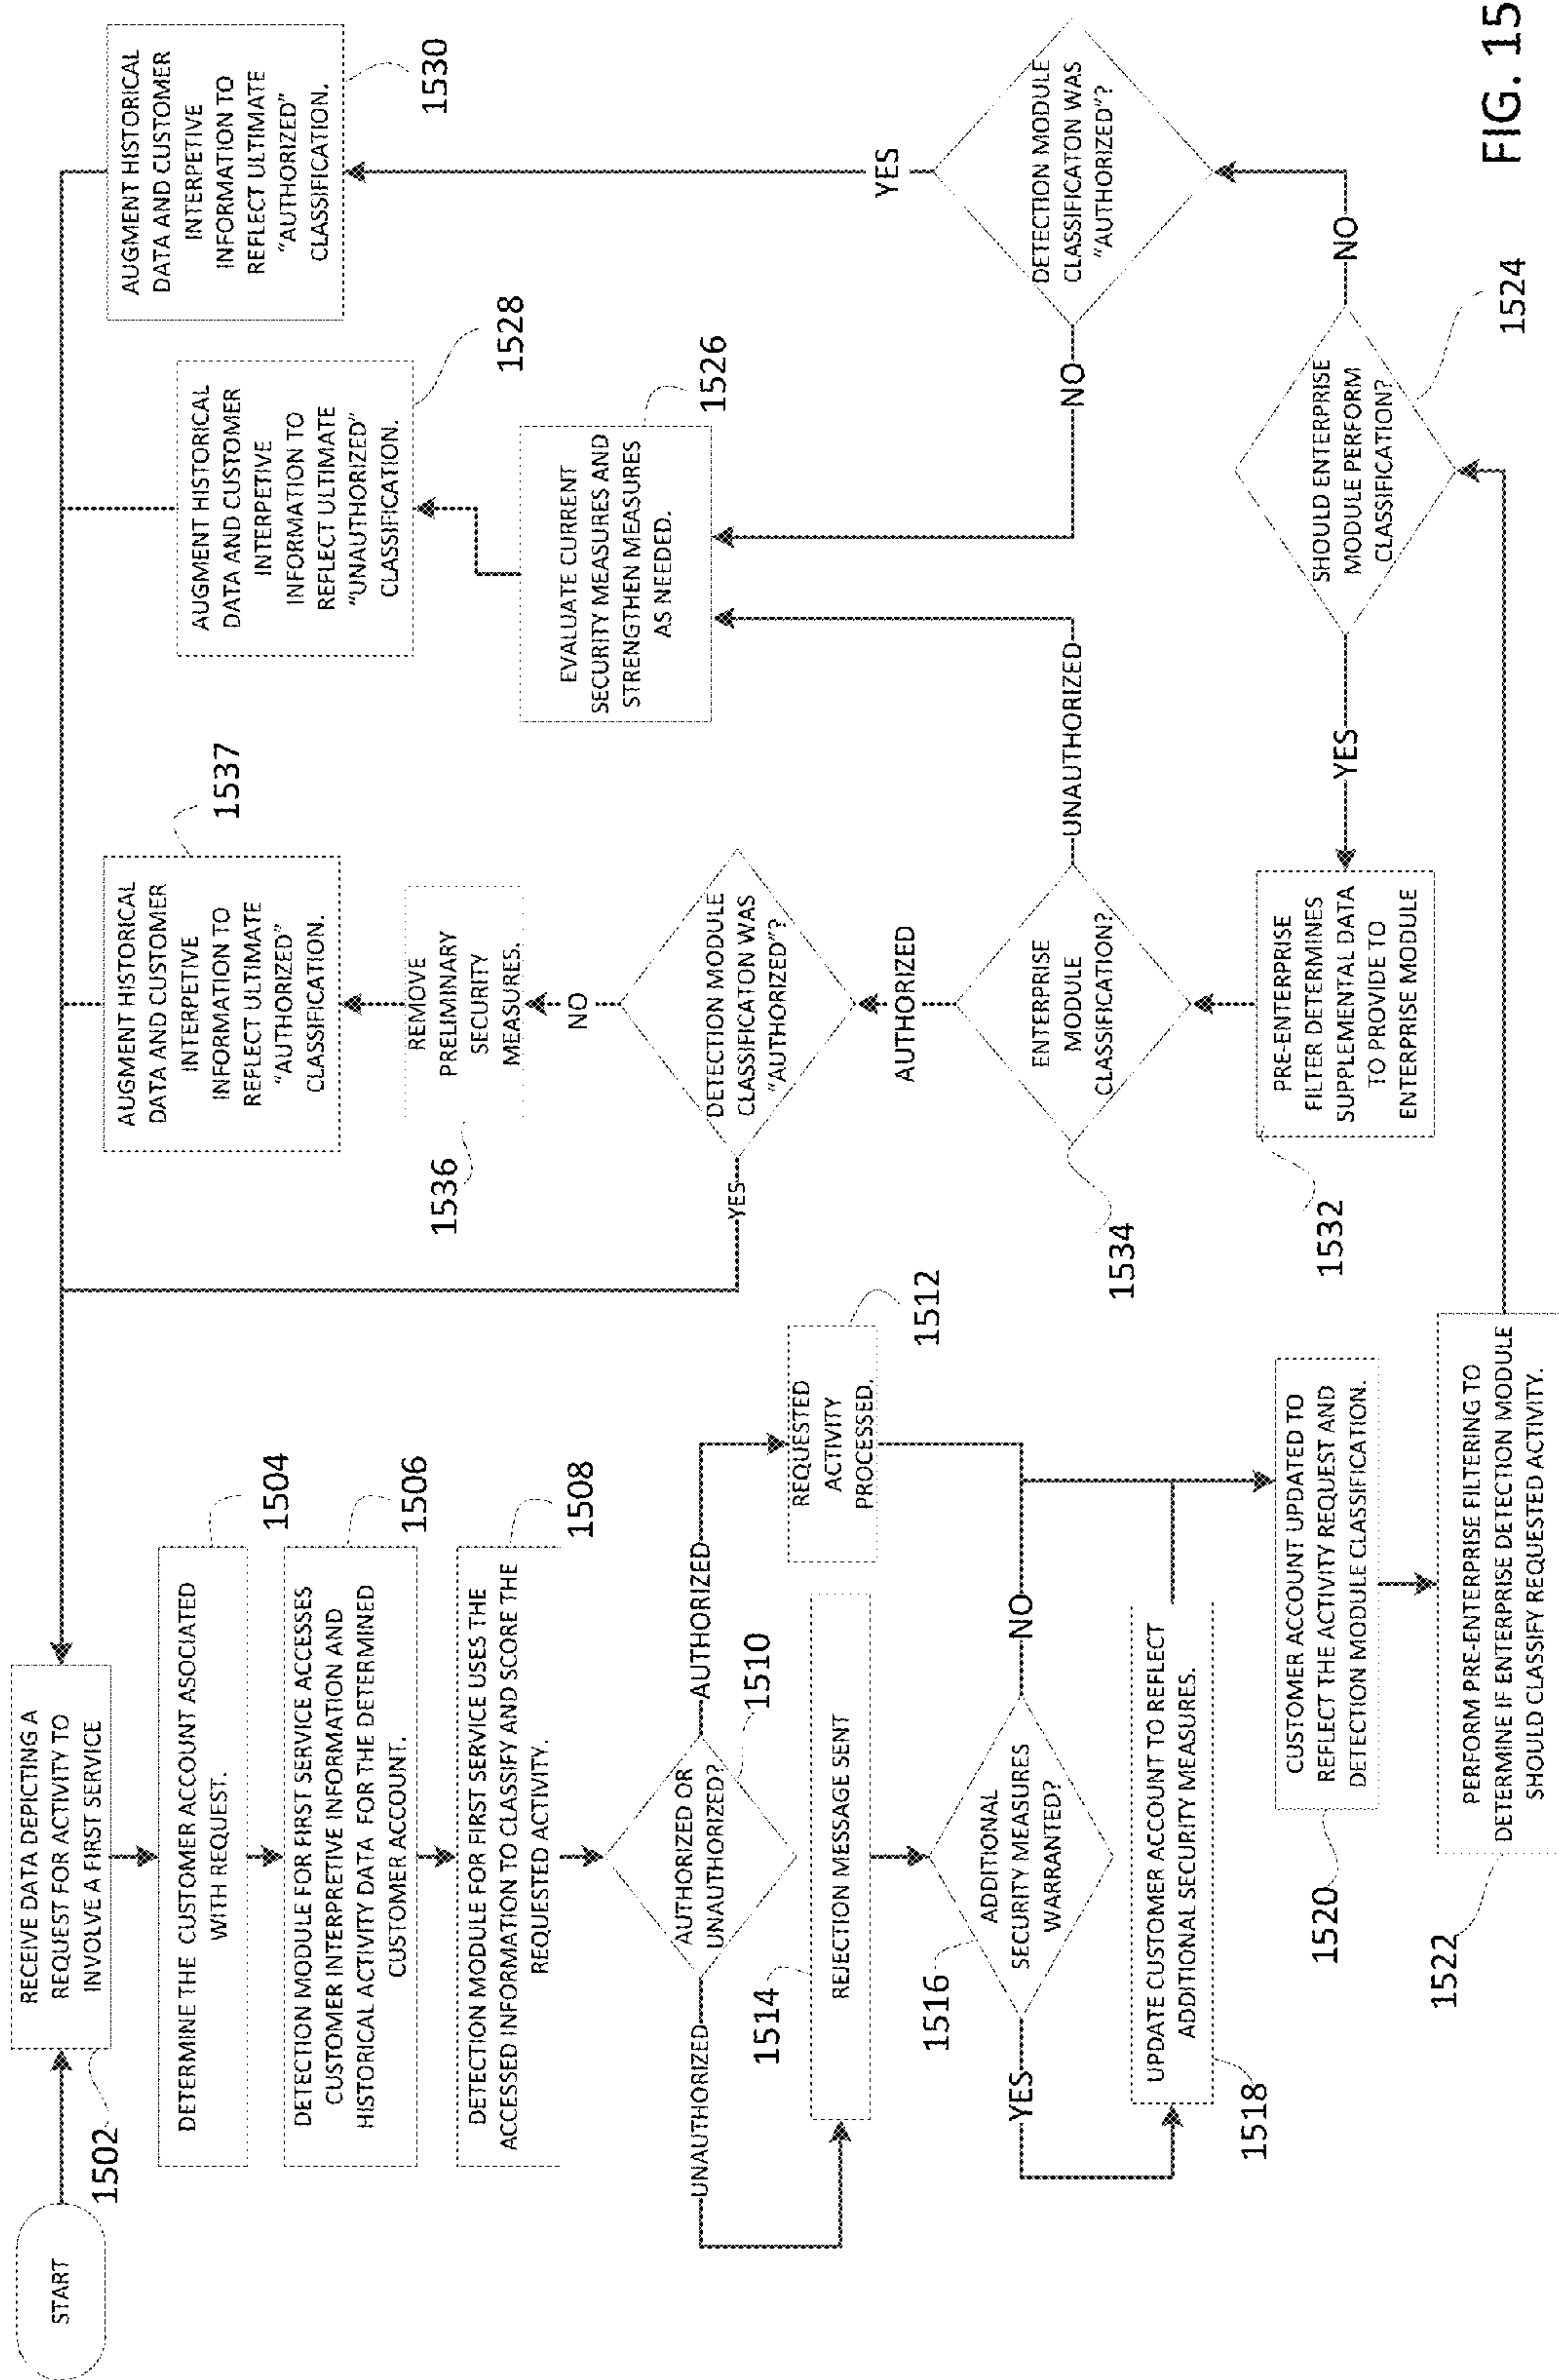 START
1502
RECEIVE DATA DEPICTING A
REQUEST FOR ACTIVITY TO
INVOLVE A FIRST SERVICE
DETERMINE THE CUSTOMER ACCOUNT ASOCIATED
WITH REQUEST.
1504
DETECTION MODULE FOR FIRST SERVICE ACCESSES
CUSTOMER INTERPRETIVE INFORMATION AND
HISTORICAL ACTIVITY DATA FOR THE DETERMINED
CUSTOMER ACCOUNT.
1506
DETECTION MODULE FOR FIRST SERVICE USES THE
ACCESSED INFORMATION TO CLASSIFY AND SCORE THE
REQUESTED ACTIVITY.
1508
AUTHORIZED OR
UNAUTHORIZED?
1510
UNAUTHORIZED
AUTHORIZED
REQUESTED
ACTIVITY
PROCESSED.
1512
1514
REJECTION MESSAGE SENT
1516
ADDITIONAL
SECURITY MEASURES
WARRANTED?
YES
NO
UPDATE CUSTOMER ACCOUNT TO REFLECT
ADDITIONAL SECURITY MEASURES.
1518
CUSTOMER ACCOUNT UPDATED TO
REFLECT THE ACTIVITY REQUEST AND
DETECTION MODULE CLASSIFICATION.
1520
PERFORM PRE-ENTERPRISE FILTERING TO
DETERMINE IF ENTERPRISE DETECTION MODULE
SHOULD CLASSIFY REQUESTED ACTIVITY.
1522
AUGMENT HISTORICAL
DATA AND CUSTOMER
INTERPETIVE
INFORMATION TO
REFLECT ULTIMATE
"AUTHORIZED"
CLASSIFICATION.
1537
REMOVE
PRELIMINARY
SECURITY
MEASURES.
1536
NO
DETECTION MODULE
CLASSIFICATON WAS
"AUTHORIZED"?
YES
AUTHORIZED
ENTERPRISE
MODULE
CLASSIFICATION?
1534
UNAUTHORIZED
PRE-ENTERPRISE
FILTER DETERMINES
SUPPLEMENTAL DATA
TO PROVIDE TO
ENTERPRISE MODULE
1532
YES
AUGMENT HISTORICAL
DATA AND CUSTOMER
INTERPETIVE
INFORMATION TO
REFLECT ULTIMATE
"UNAUTHORIZED"
CLASSIFICATION.
1528
EVALUATE CURRENT
SECURITY MEASURES AND
STRENGTHEN MEASURES
AS NEEDED.
1526
NO
SHOULD ENTERPRISE
MODULE PERFORM
CLASSIFICATION?
1524
NO
AUGMENT HISTORICAL
DATA AND CUSTOMER
INTERPETIVE
INFORMATION TO
REFLECT ULTIMATE
"AUTHORIZED"
CLASSIFICATION.
1530
YES
DETECTION MODULE
CLASSIFICATON WAS
"AUTHORIZED"?
FIG. 15